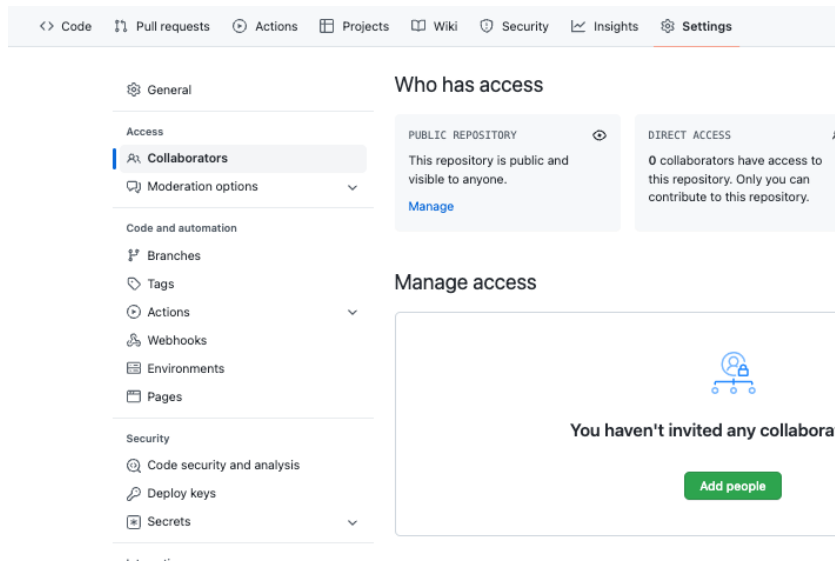 Code Pull requests Actions Projects Wiki Security Insights Settings
General
Access
Collaborators
Moderation options
Code and automation
Branches
Tags
Actions
Webhooks
Environments
Pages
Security
Code security and analysis
Deploy keys
Secrets
Who has access
PUBLIC REPOSITORY
This repository is public and
visible to anyone.
Manage
DIRECT ACCESS
0 collaborators have access to
this repository. Only you can
contribute to this repository.
Manage access
You haven't invited any
Add people